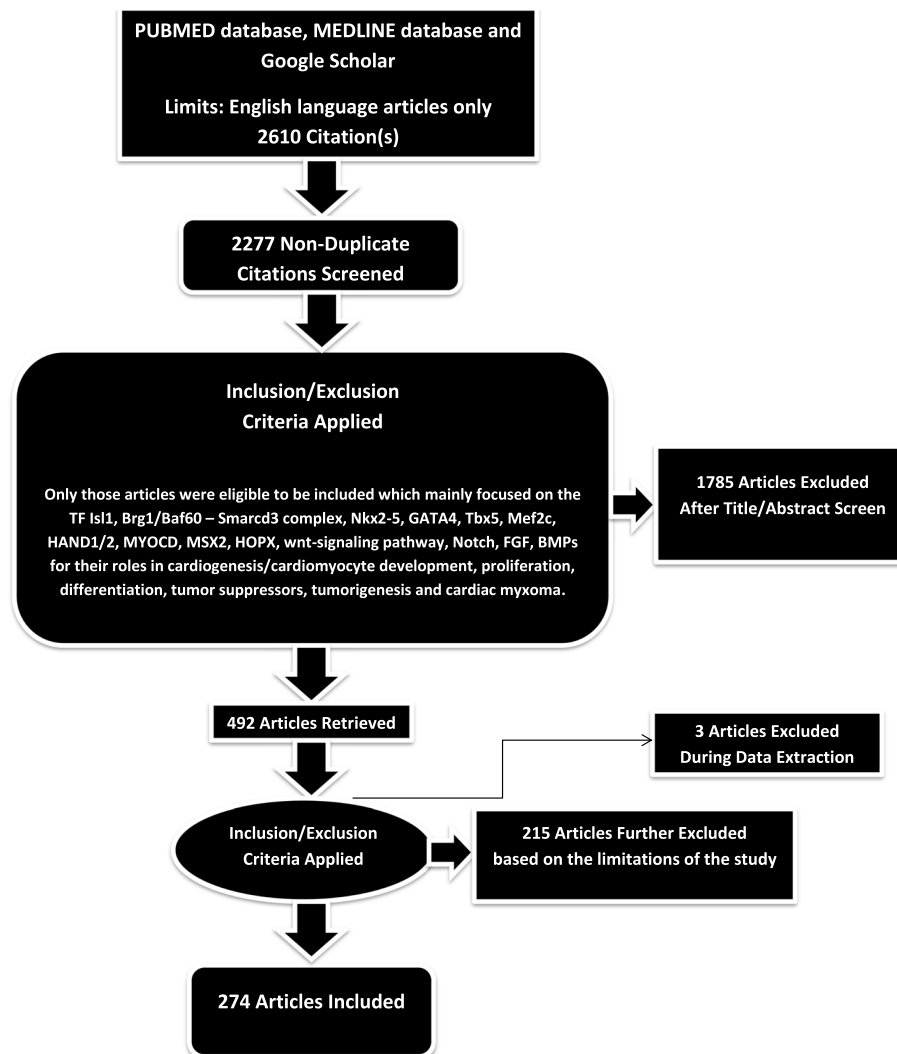 PUBMED database, MEDLINE database and
Google Scholar
Limits: English language articles only
2610 Citation(s)
2277 Non-Duplicate
Citations Screened
Inclusion/Exclusion
Criteria Applied
Only those articles were eligible to be included which mainly focused on the
TF Isl1, Brg1/Baf60 – Smarcd3 complex, Nkx2-5, GATA4, Tbx5, Mef2c,
HAND1/2, MYOCD, MSX2, HOPX, wnt-signaling pathway, Notch, FGF, BMPs
for their roles in cardiogenesis/cardiomyocyte development, proliferation,
differentiation, tumor suppressors, tumorigenesis and cardiac myxoma.
1785 Articles Excluded
After Title/Abstract Screen
492 Articles Retrieved
3 Articles Excluded
During Data Extraction
Inclusion/Exclusion
Criteria Applied
215 Articles Further Excluded
based on the limitations of the study
274 Articles Included